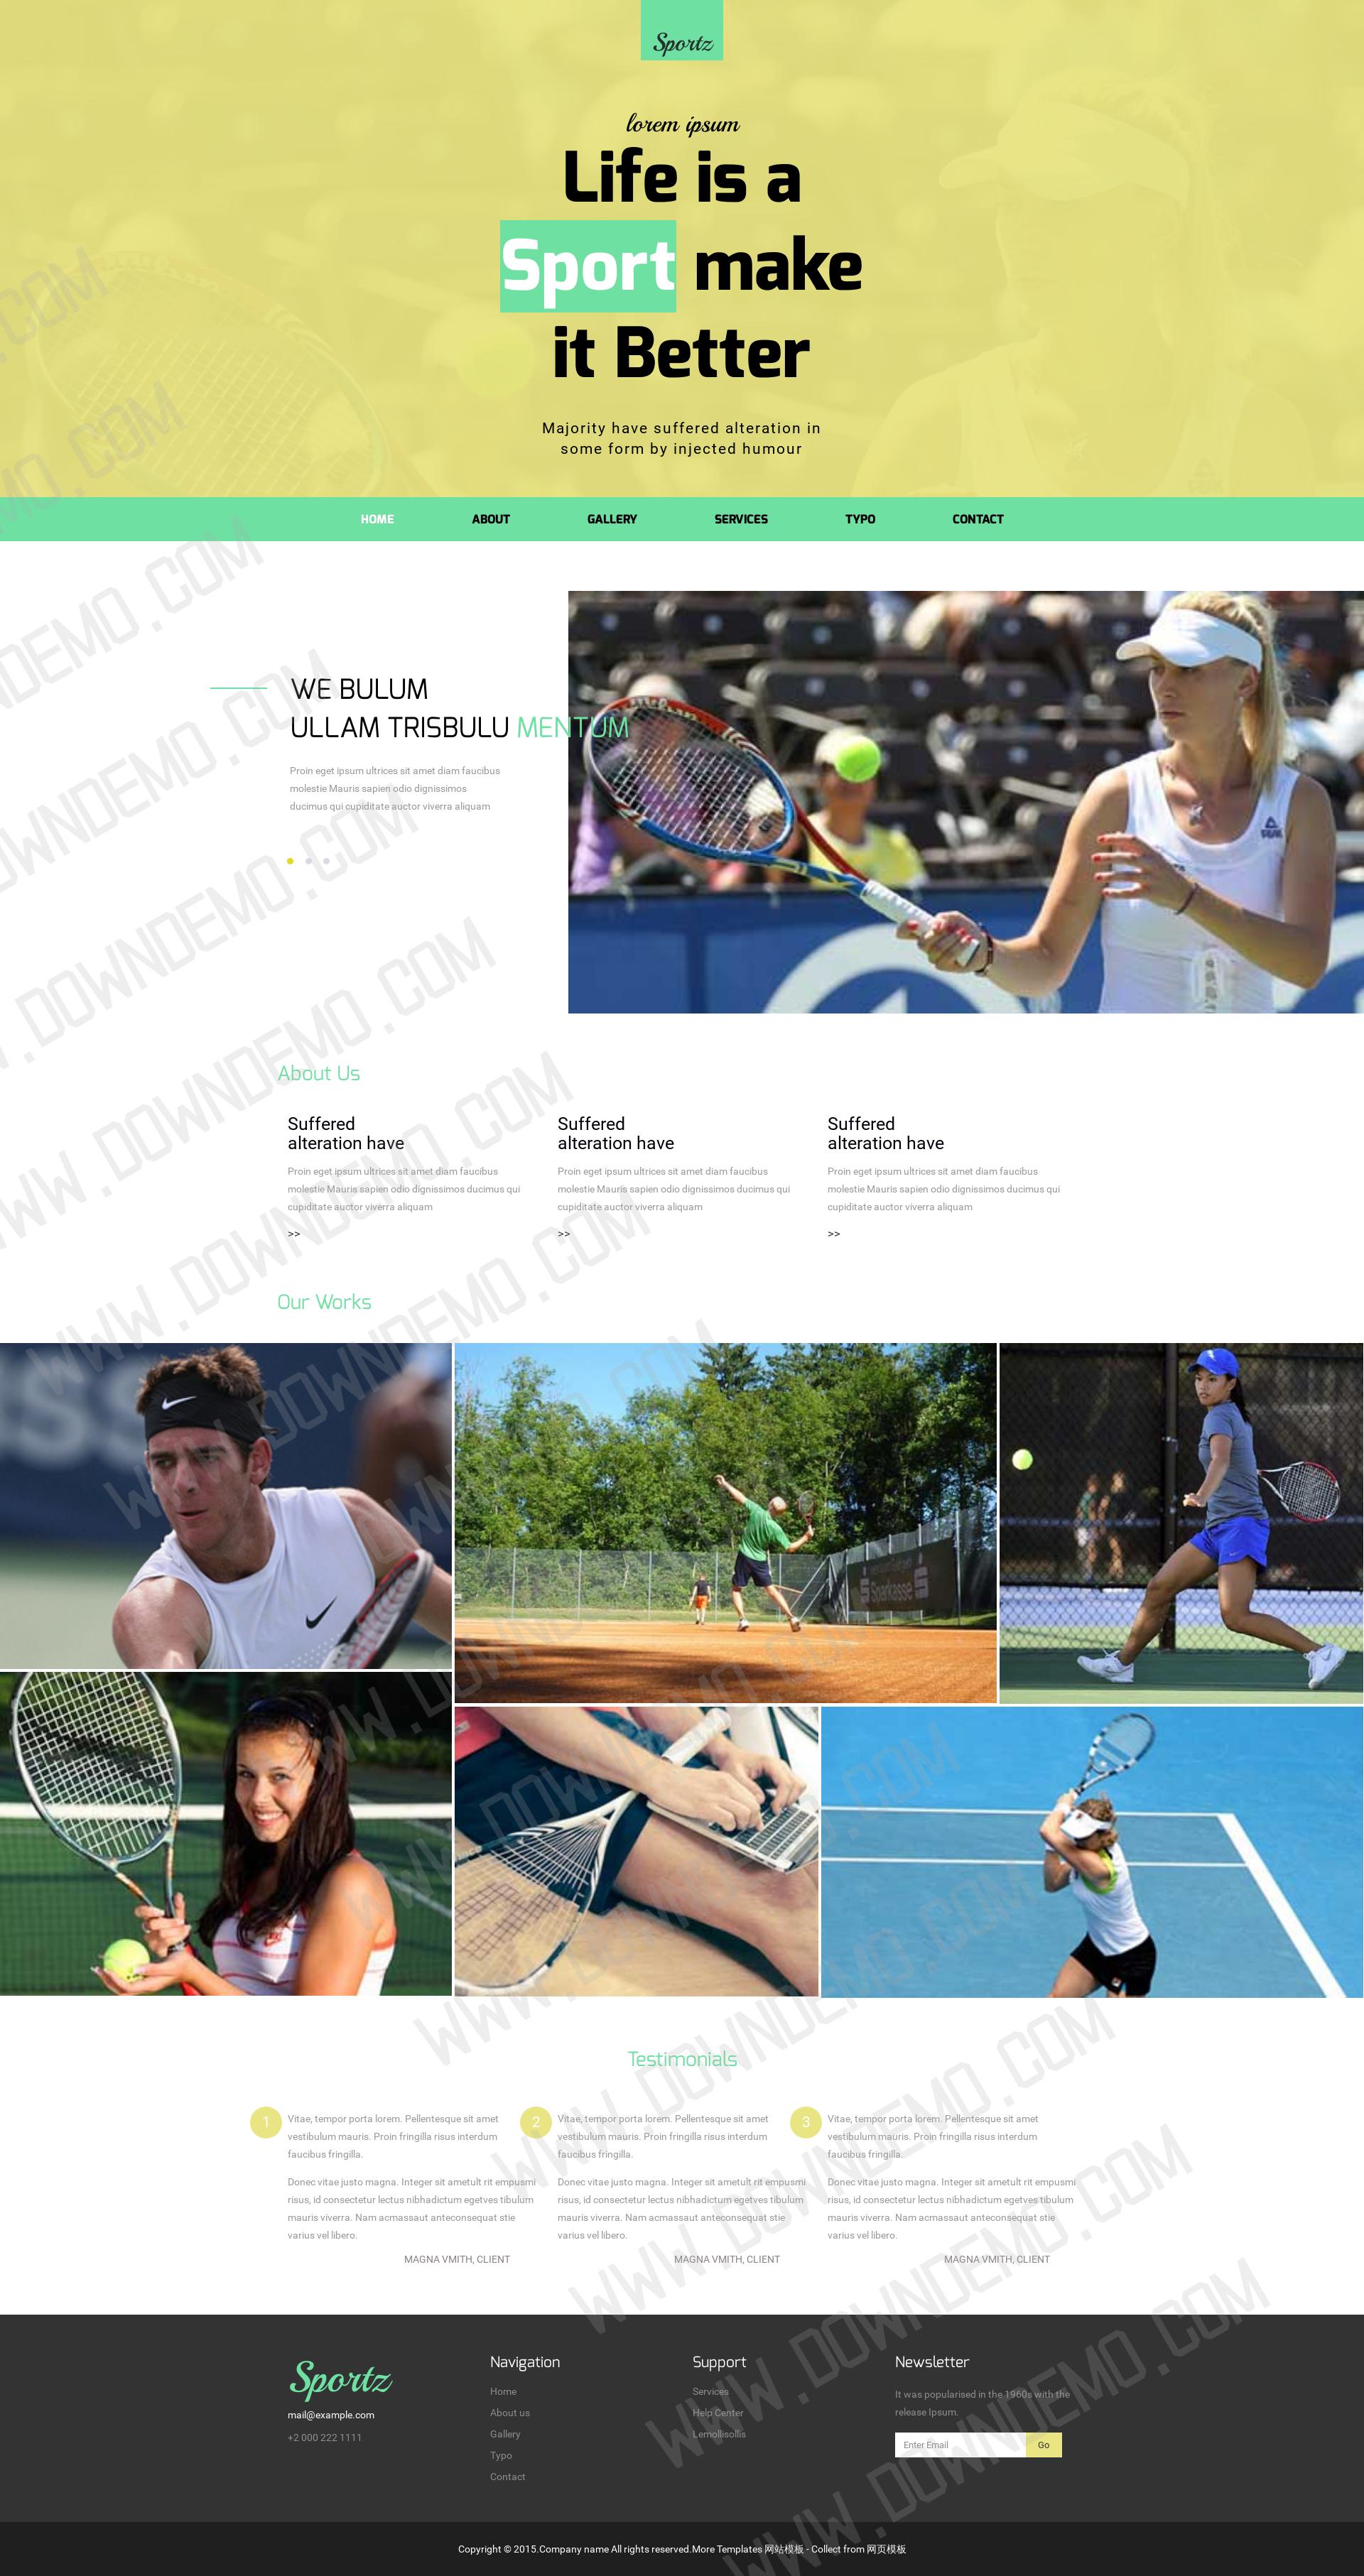 Sportz
lorem ipsum
Life is a
Sport make
it Better
Majority have suffered alteration in
some form by injected humour
HOME ABOUT GALLERY SERVICES TYPO CONTACT
WE BULUM
ULLAM TRISBULU MENTUM
Proin eget ipsum ultrices sit amet diam faucibus
molestie Mauris sapien odio dignissimos
ducimus qui cupiditate auctor viverra aliquam
PEAK
About Us
Suffered
alteration have
Proin eget ipsum ultrices sit amet diam faucibus
molestie Mauris sapien odio dignissimos ducimus qui
cupiditate auctor viverra aliquam
>>
Suffered
alteration have
Proin eget ipsum ultrices sit amet diam faucibus
molestie Mauris sapien odio dignissimos ducimus qui
cupiditate auctor viverra aliquam
>>
Suffered
alteration have
Proin eget ipsum ultrices sit amet diam faucibus
molestie Mauris sapien odio dignissimos ducimus qui
cupiditate auctor viverra aliquam
>>
Our Works
Sparkasse
Testimonials
1
Vitae, tempor porta lorem. Pellentesque sit amet
vestibulum mauris. Proin fringilla risus interdum
faucibus fringilla.
Donec vitae justo magna. Integer sit ametult rit empusmi
risus, id consectetur lectus nibhadictum egetves tibulum
mauris viverra. Nam acmassaut anteconsequat stie
varius vel libero.
MAGNA VMITH, CLIENT
2
Vitae, tempor porta lorem. Pellentesque sit amet
vestibulum mauris. Proin fringilla risus interdum
faucibus fringilla.
Donec vitae justo magna. Integer sit ametult rit empusmi
risus, id consectetur lectus nibhadictum egetves tibulum
mauris viverra. Nam acmassaut anteconsequat stie
varius vel libero.
MAGNA VMITH, CLIENT
3
Vitae, tempor porta lorem. Pellentesque sit amet
vestibulum mauris. Proin fringilla risus interdum
faucibus fringilla.
Donec vitae justo magna. Integer sit ametult rit empusmi
risus, id consectetur lectus nibhadictum egetves tibulum
mauris viverra. Nam acmassaut anteconsequat stie
varius vel libero.
MAGNA VMITH, CLIENT
Sportz
mail@example.com
+2 000 222 1111
Navigation
Home
About us
Gallery
Typo
Contact
Support
Services
Help Center
Lemollisollis
Newsletter
It was popularised in the 1960s with the
release Ipsum.
Enter Email Go
Copyright © 2015.Company name All rights reserved.More Templates 网站模板 - Collect from 网页模板
WWW.DOWNDEMO.COM